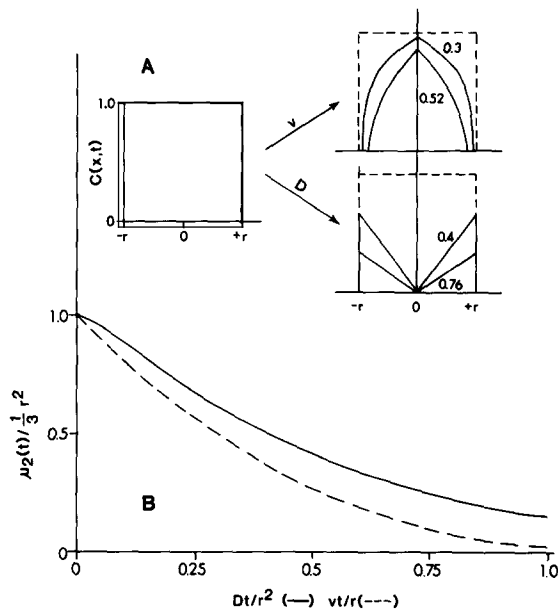 A
1.0
C(x,t)
0
-r 0 +r
v
D
0.3
0.52
0.4
0.76
-r 0 +r
1.0
0.5
0
μ₂(t)/⅓r²
B
0 0.25 0.5 0.75 1.0
Dt/r² (—) vt/r(---)